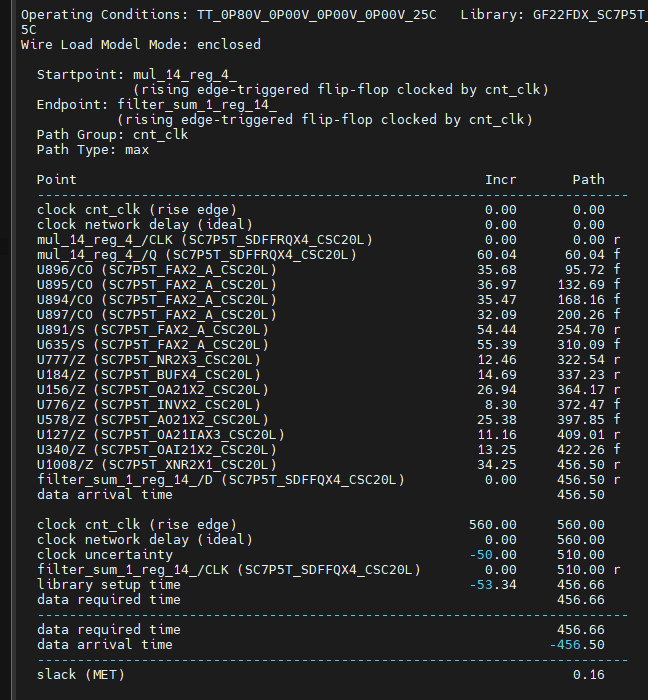 Operating Conditions: TT_0P80V_0P00V_0P00V_0P00V_25C   Library: GF22FDX_SC7P5T_
5C
Wire Load Model Mode: enclosed
Startpoint: mul_14_reg_4_
(rising edge-triggered flip-flop clocked by cnt_clk)
Endpoint: filter_sum_1_reg_14_
(rising edge-triggered flip-flop clocked by cnt_clk)
Path Group: cnt_clk
Path Type: max
Point Incr Path
clock cnt_clk (rise edge) 0.00 0.00
clock network delay (ideal) 0.00 0.00
mul_14_reg_4_/CLK (SC7P5T_SDFFRQX4_CSC20L) 0.00 0.00 r
mul_14_reg_4_/Q (SC7P5T_SDFFRQX4_CSC20L) 60.04 60.04 f
U896/CO (SC7P5T_FAX2_A_CSC20L) 35.68 95.72 f
U895/CO (SC7P5T_FAX2_A_CSC20L) 36.97 132.69 f
U894/CO (SC7P5T_FAX2_A_CSC20L) 35.47 168.16 f
U897/CO (SC7P5T_FAX2_A_CSC20L) 32.09 200.26 f
U891/S (SC7P5T_FAX2_A_CSC20L) 54.44 254.70 r
U635/S (SC7P5T_FAX2_A_CSC20L) 55.39 310.09 f
U777/Z (SC7P5T_NR2X3_CSC20L) 12.46 322.54 r
U184/Z (SC7P5T_BUFX4_CSC20L) 14.69 337.23 r
U156/Z (SC7P5T_OA21X2_CSC20L) 26.94 364.17 r
U776/Z (SC7P5T_INVX2_CSC20L) 8.30 372.47 f
U578/Z (SC7P5T_AO21X2_CSC20L) 25.38 397.85 f
U127/Z (SC7P5T_OA21IAX3_CSC20L) 11.16 409.01 r
U340/Z (SC7P5T_OAI21X2_CSC20L) 13.25 422.26 f
U1008/Z (SC7P5T_XNR2X1_CSC20L) 34.25 456.50 r
filter_sum_1_reg_14_/D (SC7P5T_SDFFQX4_CSC20L) 0.00 456.50 r
data arrival time 456.50
clock cnt_clk (rise edge) 560.00 560.00
clock network delay (ideal) 0.00 560.00
clock uncertainty -50.00 510.00
filter_sum_1_reg_14_/CLK (SC7P5T_SDFFQX4_CSC20L) 0.00 510.00 r
library setup time -53.34 456.66
data required time 456.66
data required time 456.66
data arrival time -456.50
slack (MET) 0.16